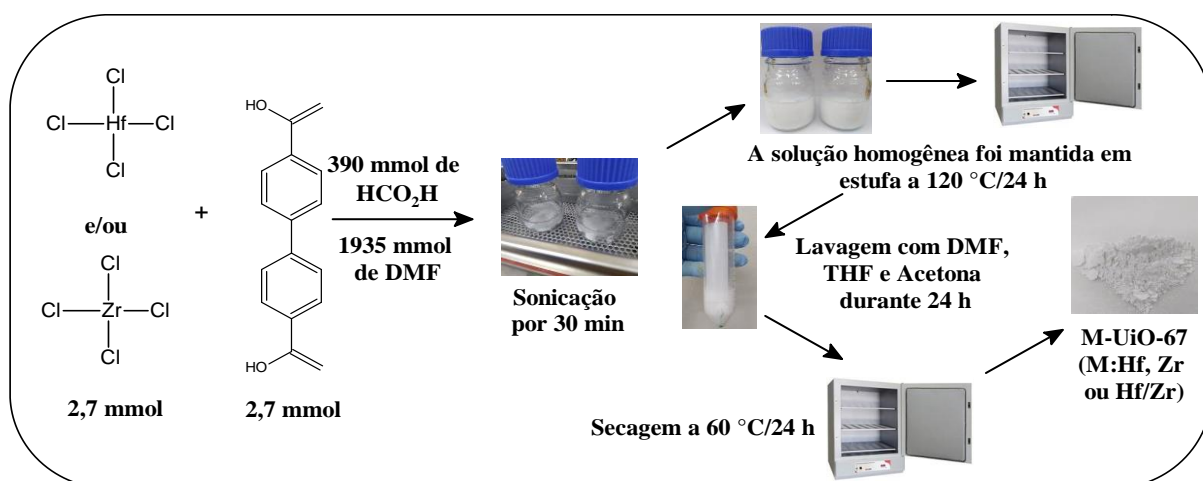 Cl
Cl
Hf
Cl
Cl
e/ou
Cl
Cl
Zr
Cl
Cl
2,7 mmol
+
HO
HO
2,7 mmol
390 mmol de
HCO₂H
1935 mmol
de DMF
Sonicação
por 30 min
A solução homogênea foi mantida em
estufa a 120 °C/24 h
Lavagem com DMF,
THF e Acetona
durante 24 h
Secagem a 60 °C/24 h
M-UiO-67
(M:Hf, Zr
ou Hf/Zr)